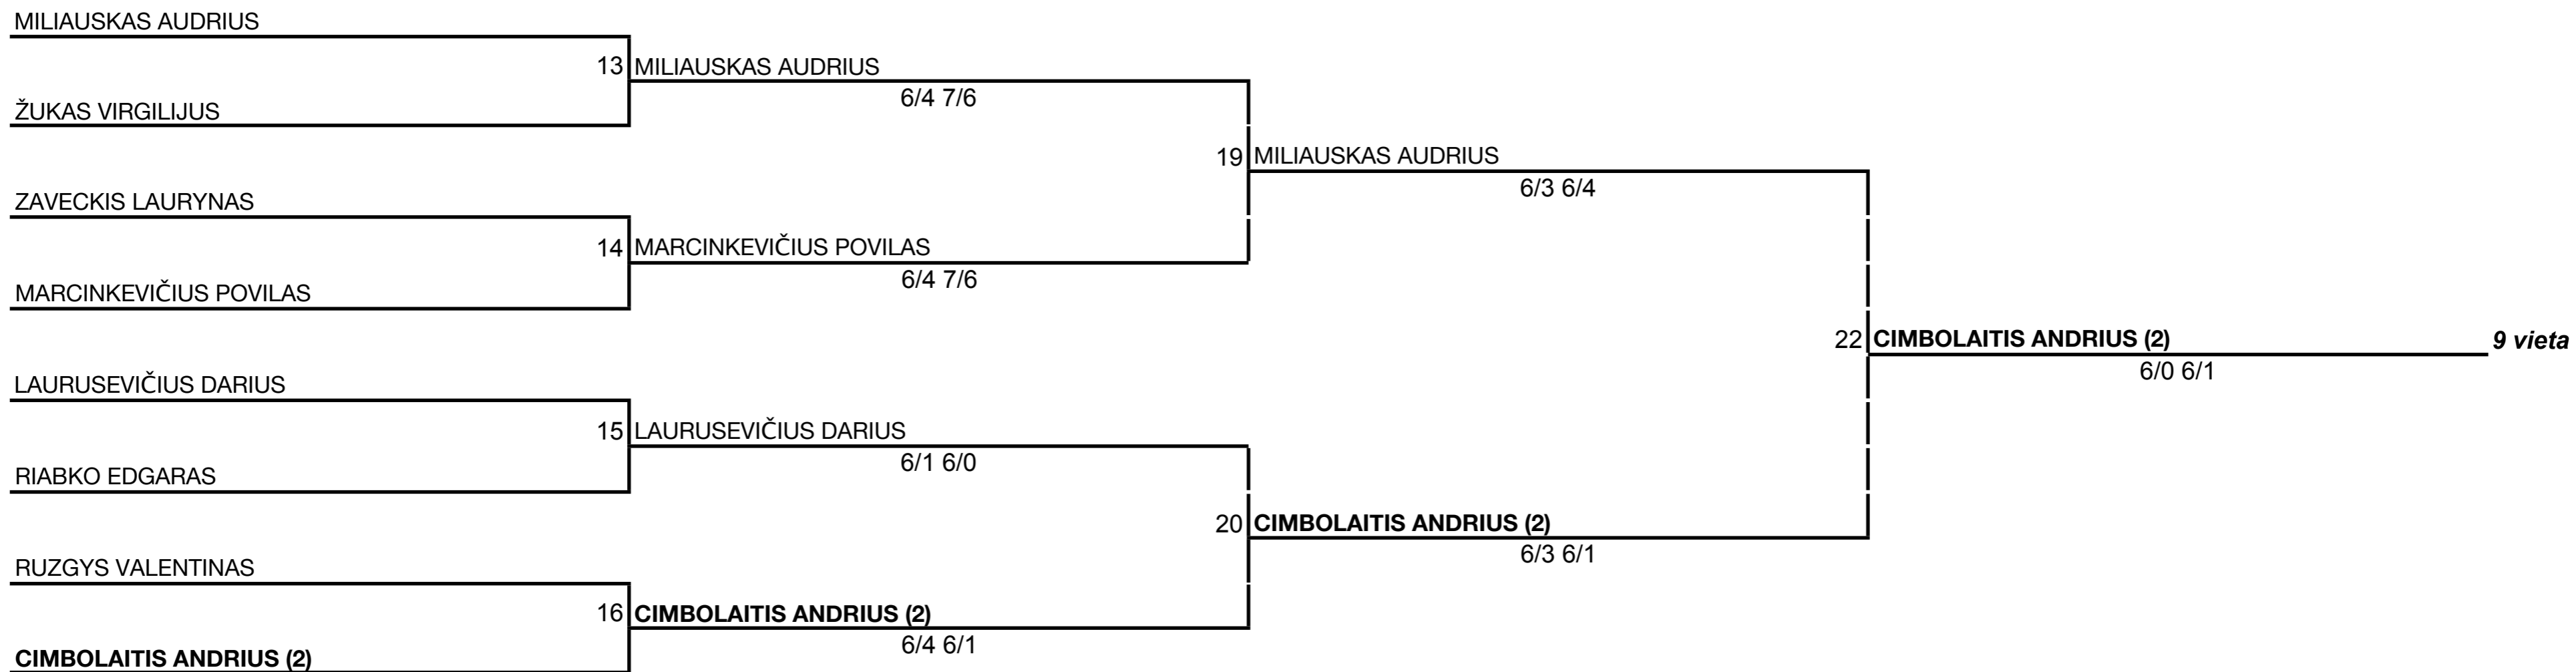 MILIAUSKAS AUDRIUS
13 MILIAUSKAS AUDRIUS
6/4 7/6
ŽUKAS VIRGILIJUS
19 MILIAUSKAS AUDRIUS
6/3 6/4
ZAVECKIS LAURYNAS
14 MARCINKEVIČIUS POVILAS
6/4 7/6
MARCINKEVIČIUS POVILAS
22 CIMBOLAITIS ANDRIUS (2) 9 vieta
6/0 6/1
LAURUSEVIČIUS DARIUS
15 LAURUSEVIČIUS DARIUS
6/1 6/0
RIABKO EDGARAS
20 CIMBOLAITIS ANDRIUS (2)
6/3 6/1
RUZGYS VALENTINAS
16 CIMBOLAITIS ANDRIUS (2)
6/4 6/1
CIMBOLAITIS ANDRIUS (2)